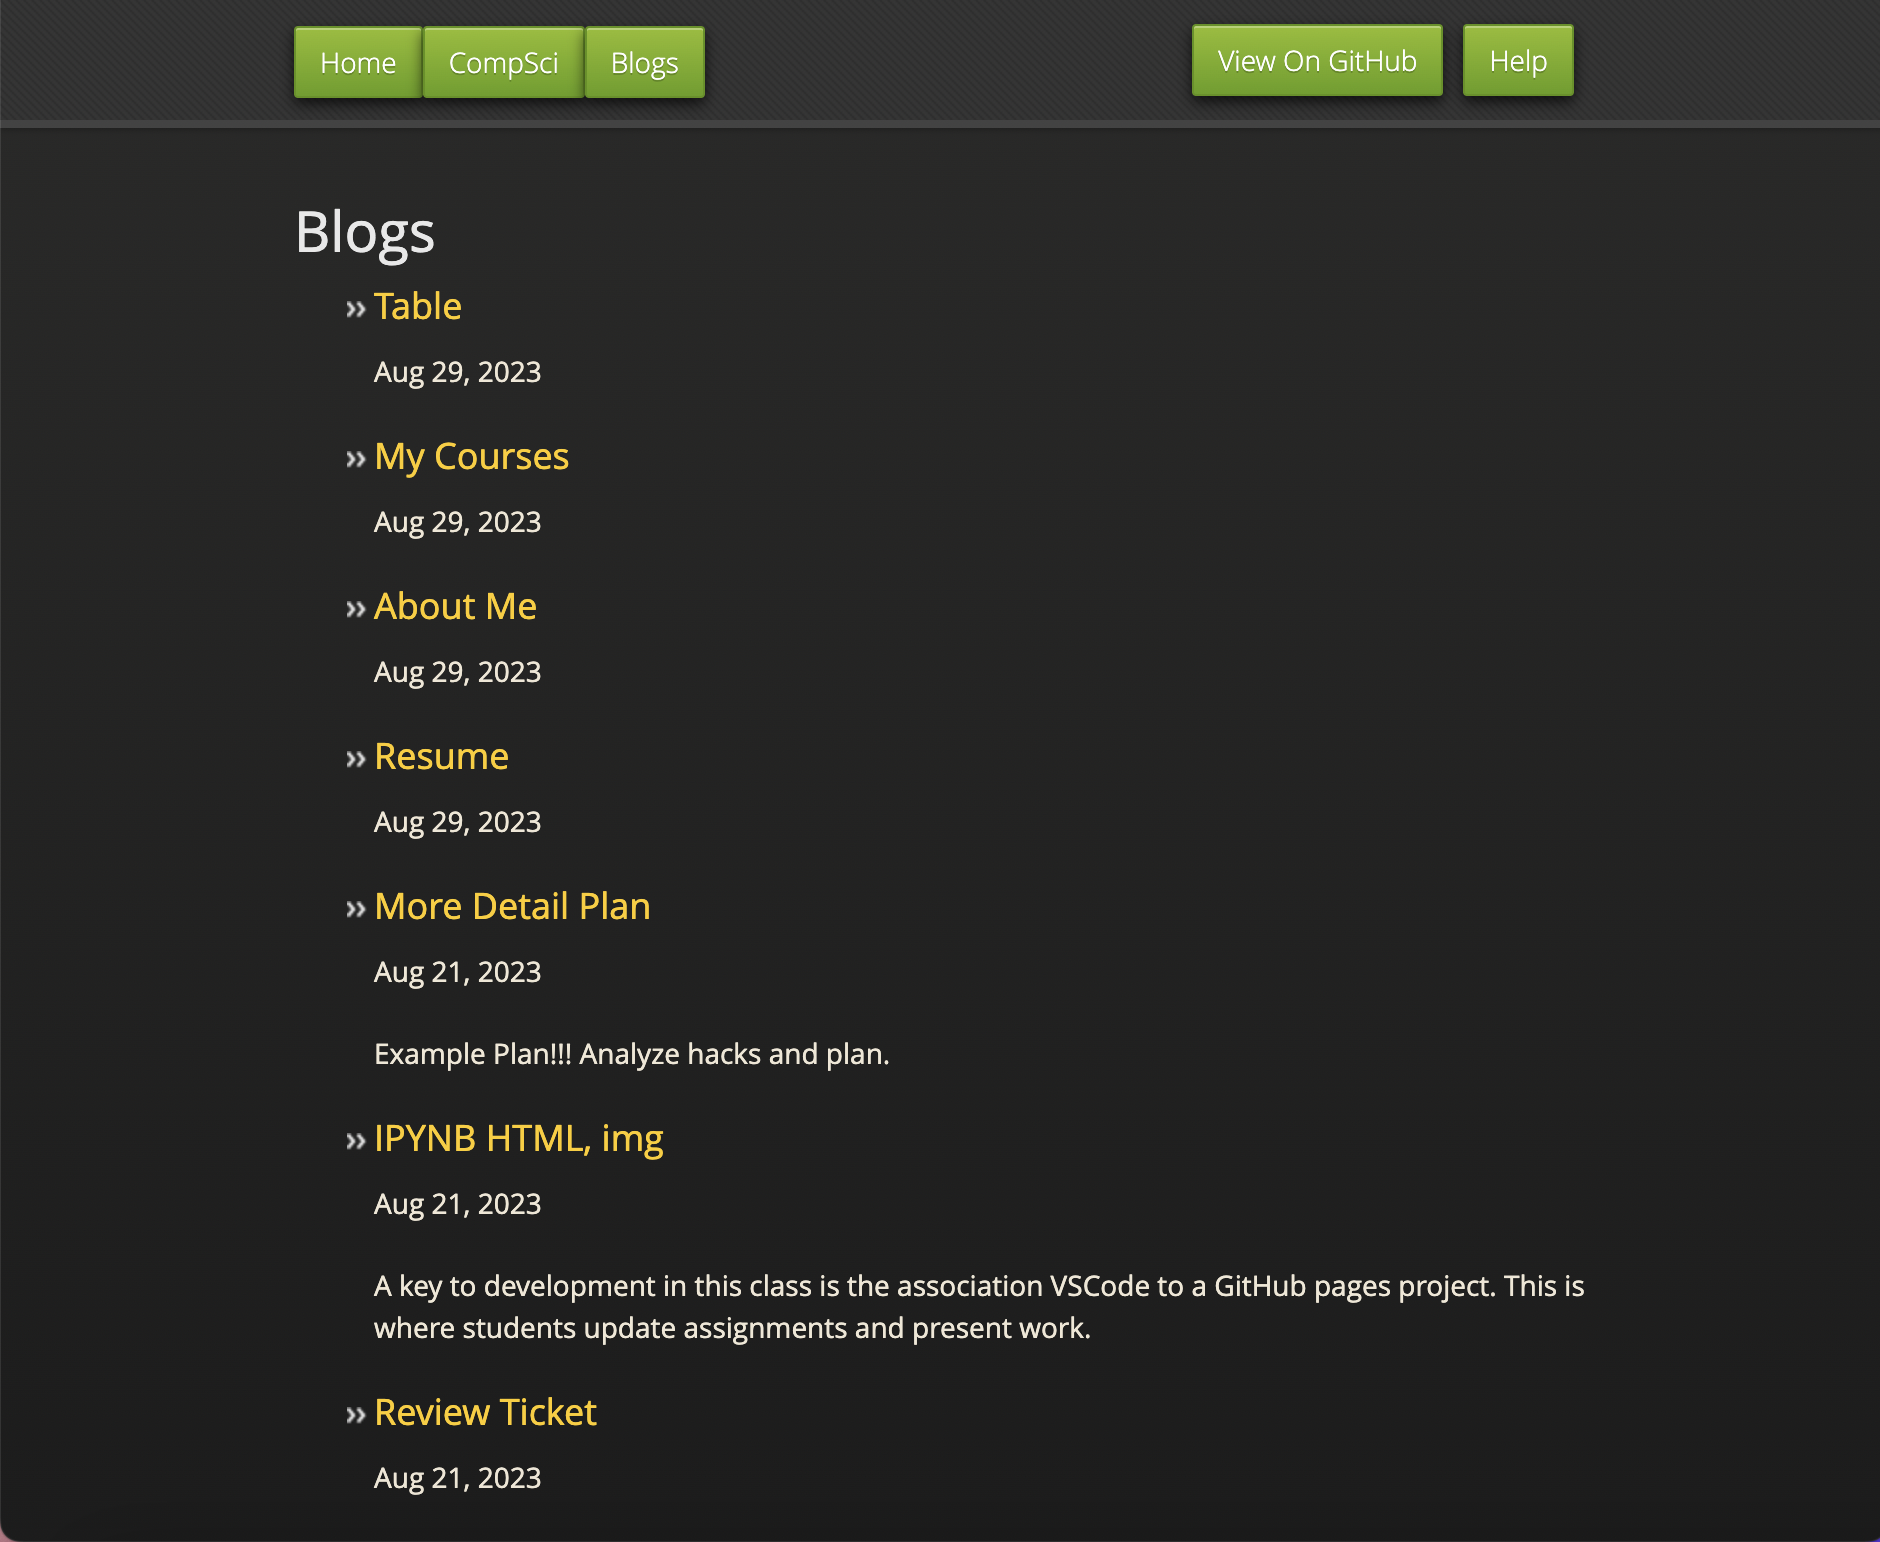 Home CompSci Blogs View On GitHub Help
Blogs
» Table
Aug 29, 2023
» My Courses
Aug 29, 2023
» About Me
Aug 29, 2023
» Resume
Aug 29, 2023
» More Detail Plan
Aug 21, 2023
Example Plan!!! Analyze hacks and plan.
» IPYNB HTML, img
Aug 21, 2023
A key to development in this class is the association VSCode to a GitHub pages project. This is
where students update assignments and present work.
» Review Ticket
Aug 21, 2023